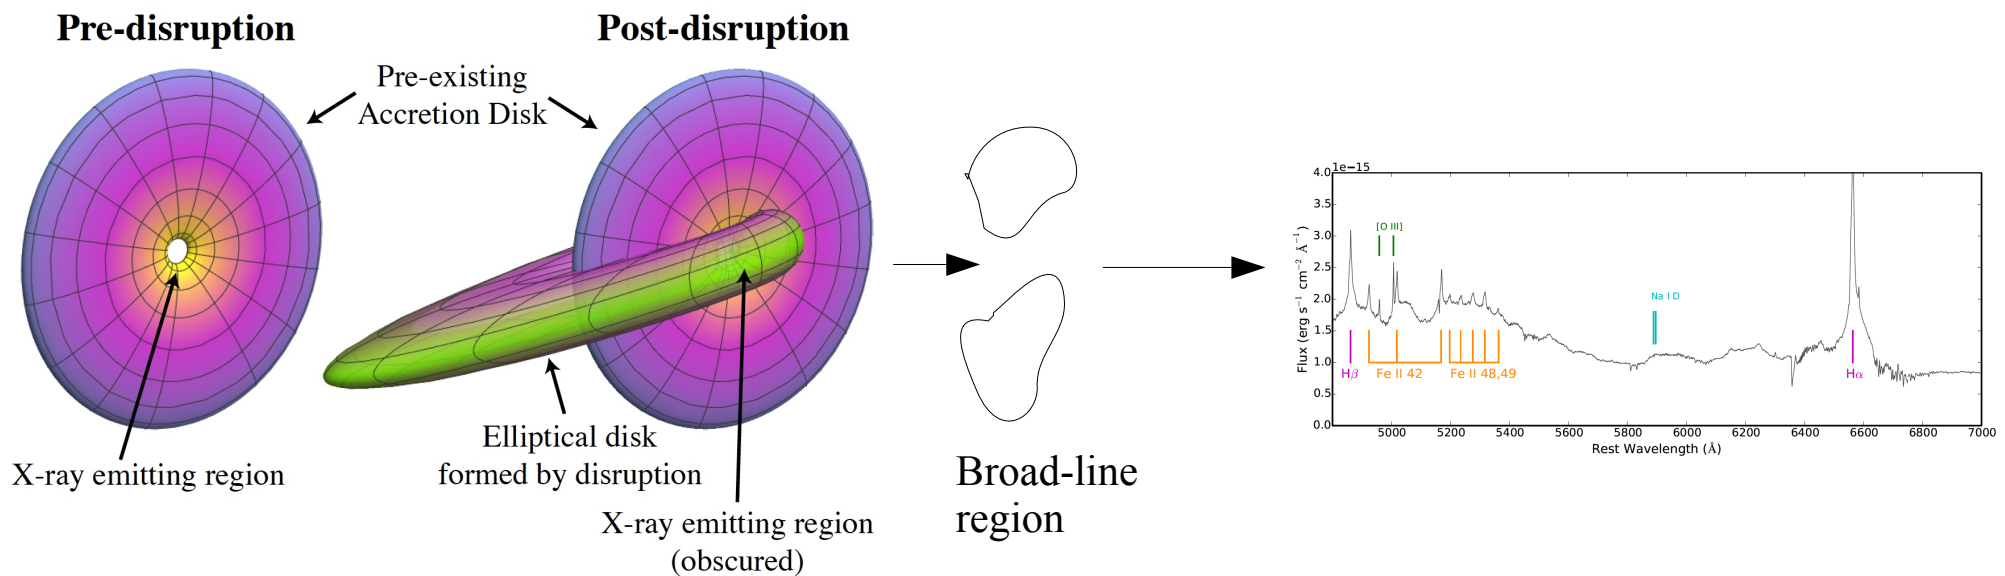 Pre-disruption
Post-disruption
Pre-existing
Accretion Disk
X-ray emitting region
Elliptical disk
formed by disruption
X-ray emitting region
(obscured)
Broad-line
region
1e−15
4.0
3.5
3.0
2.5
2.0
1.5
1.0
0.5
0.0
Flux (erg s⁻¹ cm⁻² Å⁻¹)
[O III]
Na I D
Hβ
Fe II 42
Fe II 48,49
Hα
5000 5200 5400 5600 5800 6000 6200 6400 6600 6800 7000
Rest Wavelength (Å)